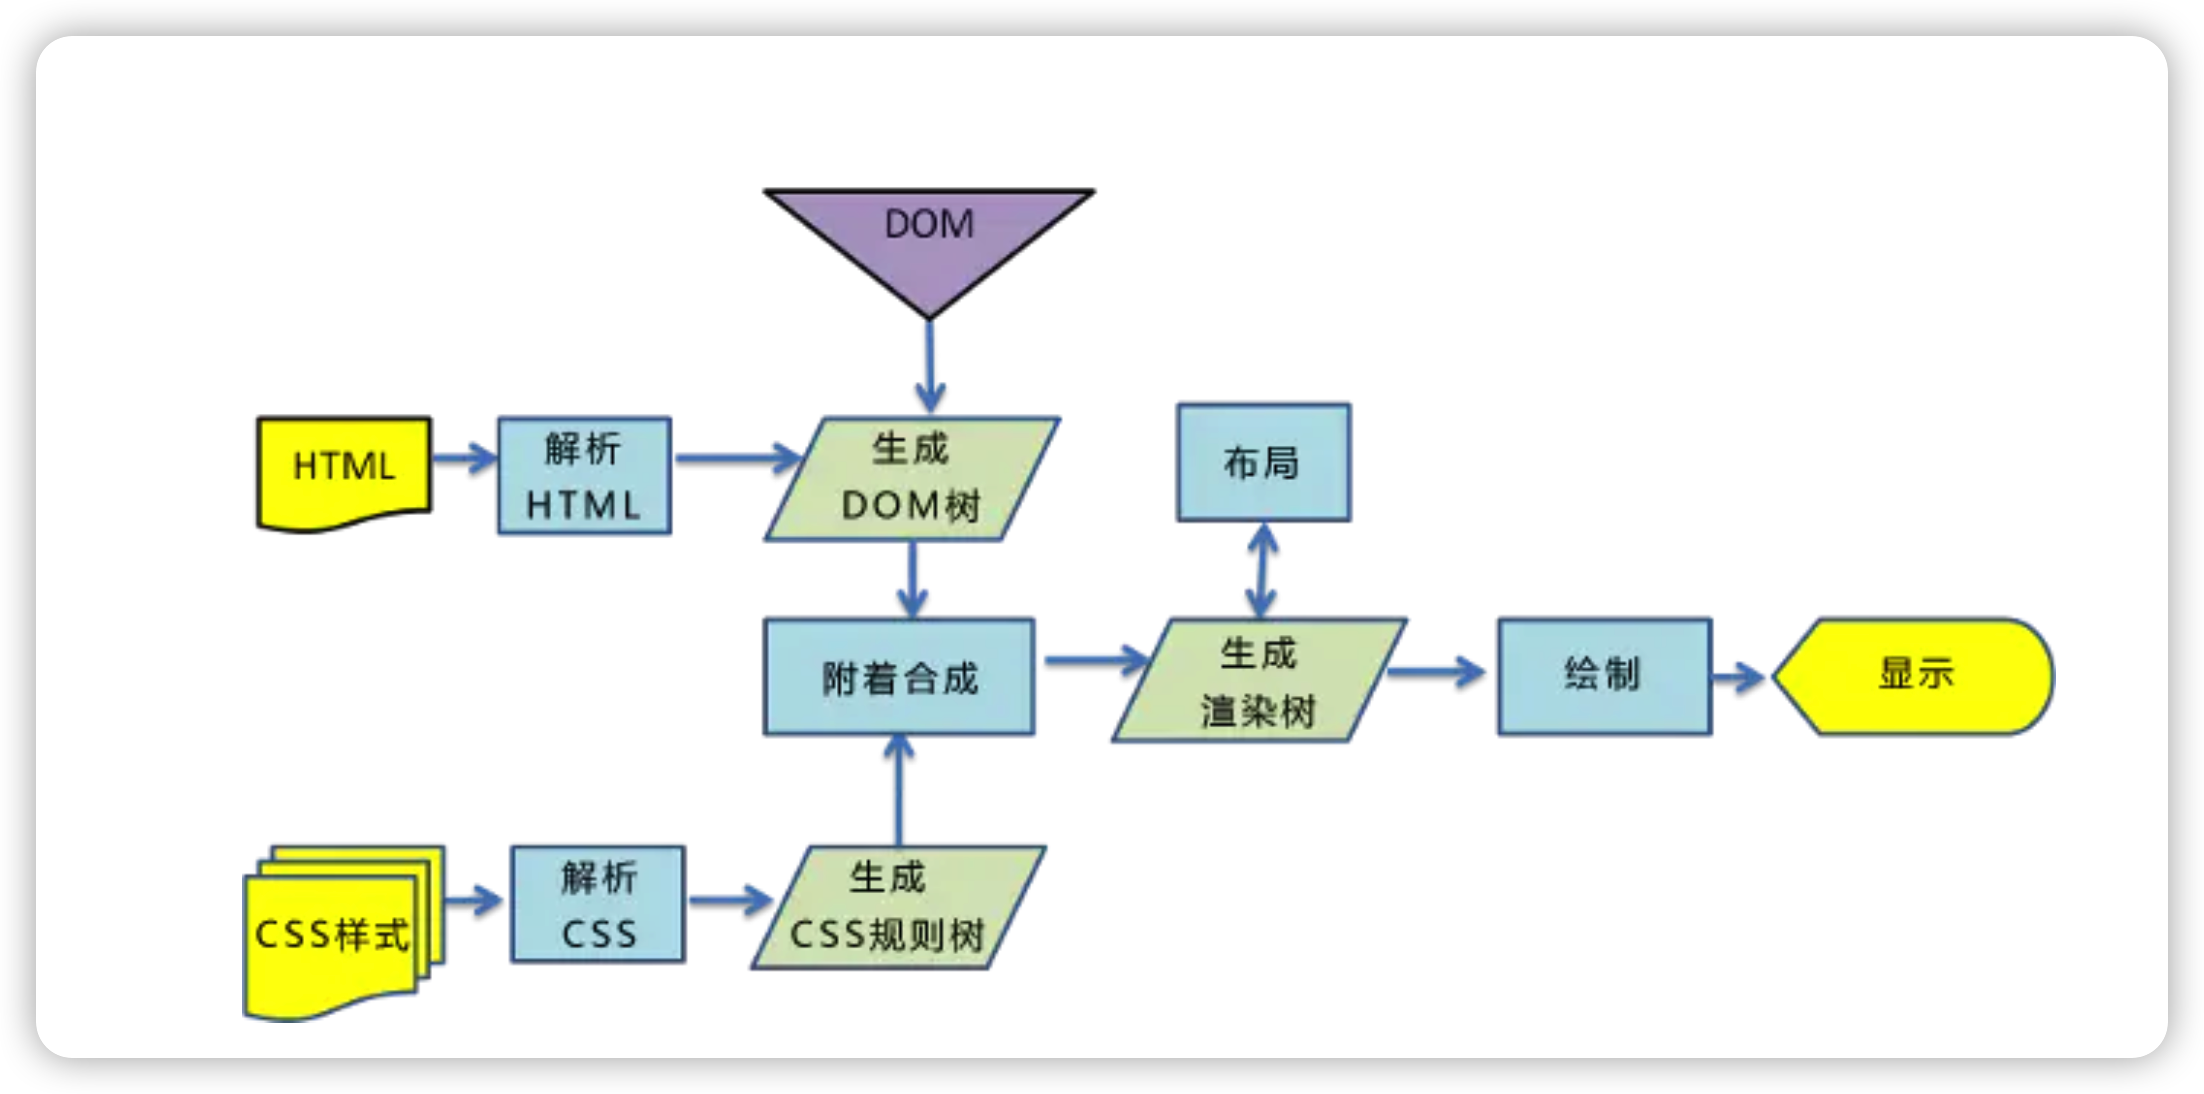 DOM
HTML
解析
HTML
生成
DOM树
布局
附着合成
生成
渲染树
绘制
显示
CSS样式
解析
CSS
生成
CSS规则树